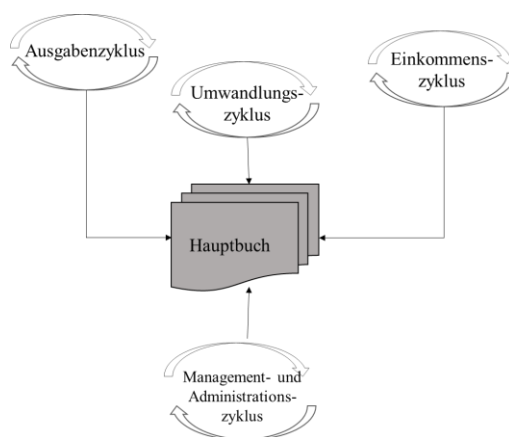 Ausgabenzyklus
Umwandlungs-
zyklus
Einkommens-
zyklus
Hauptbuch
Management- und
Administrations-
zyklus